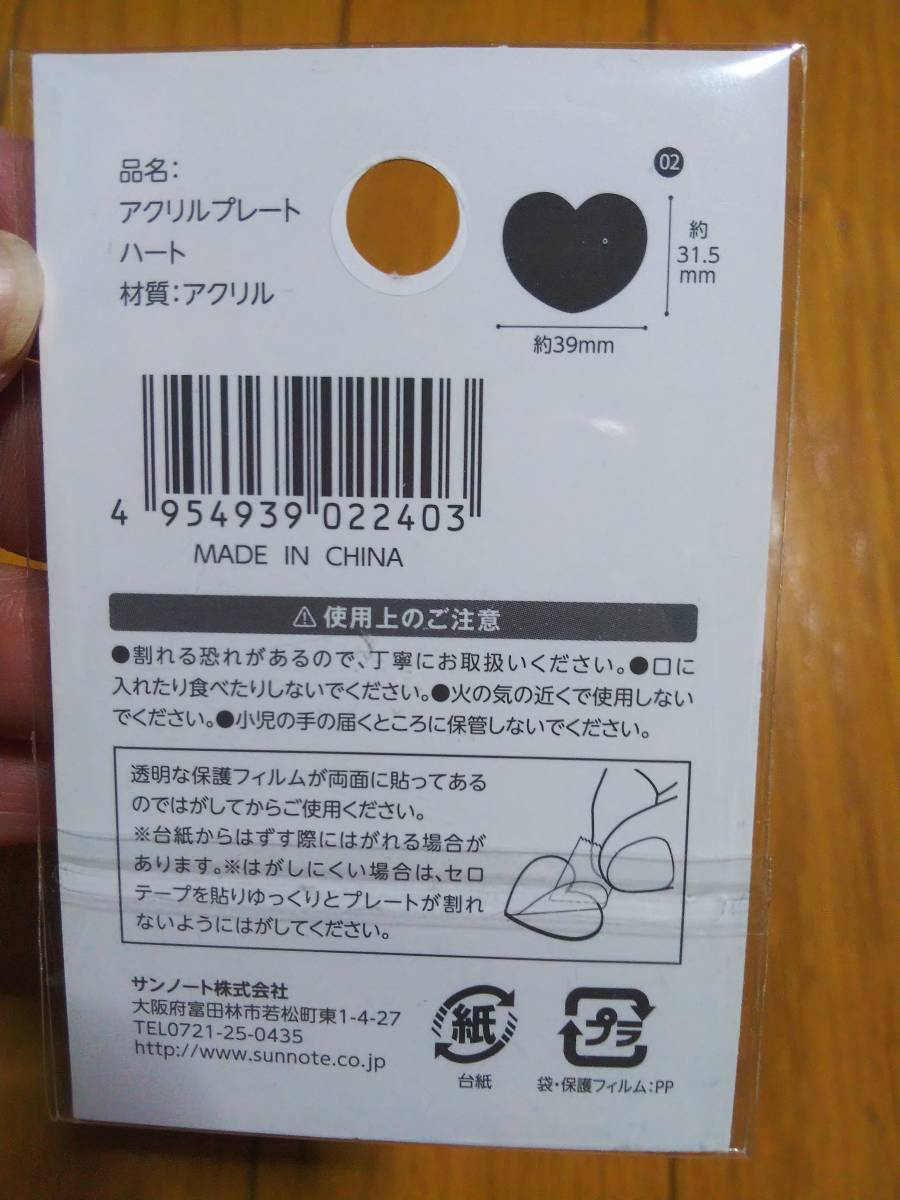 品名:
アクリルプレート
ハート
材質:アクリル
02
約
31.5
mm
約39mm
4 954939 022403
MADE IN CHINA
⚠使用上のご注意
●割れる恐れがあるので、丁寧にお取扱いください。●口に
入れたり食べたりしないでください。●火の気の近くで使用しない
でください。●小児の手の届くところに保管しないでください。
透明な保護フィルムが両面に貼ってある
のではがしてからご使用ください。
※台紙からはずす際にはがれる場合が
あります。※はがしにくい場合は、セロ
テープを貼りゆっくりとプレートが割れ
ないようにはがしてください。
サンノート株式会社
大阪府富田林市若松町東1-4-27
TEL0721-25-0435
http://www.sunnote.co.jp
紙
台紙
プラ
袋・保護フィルム:PP